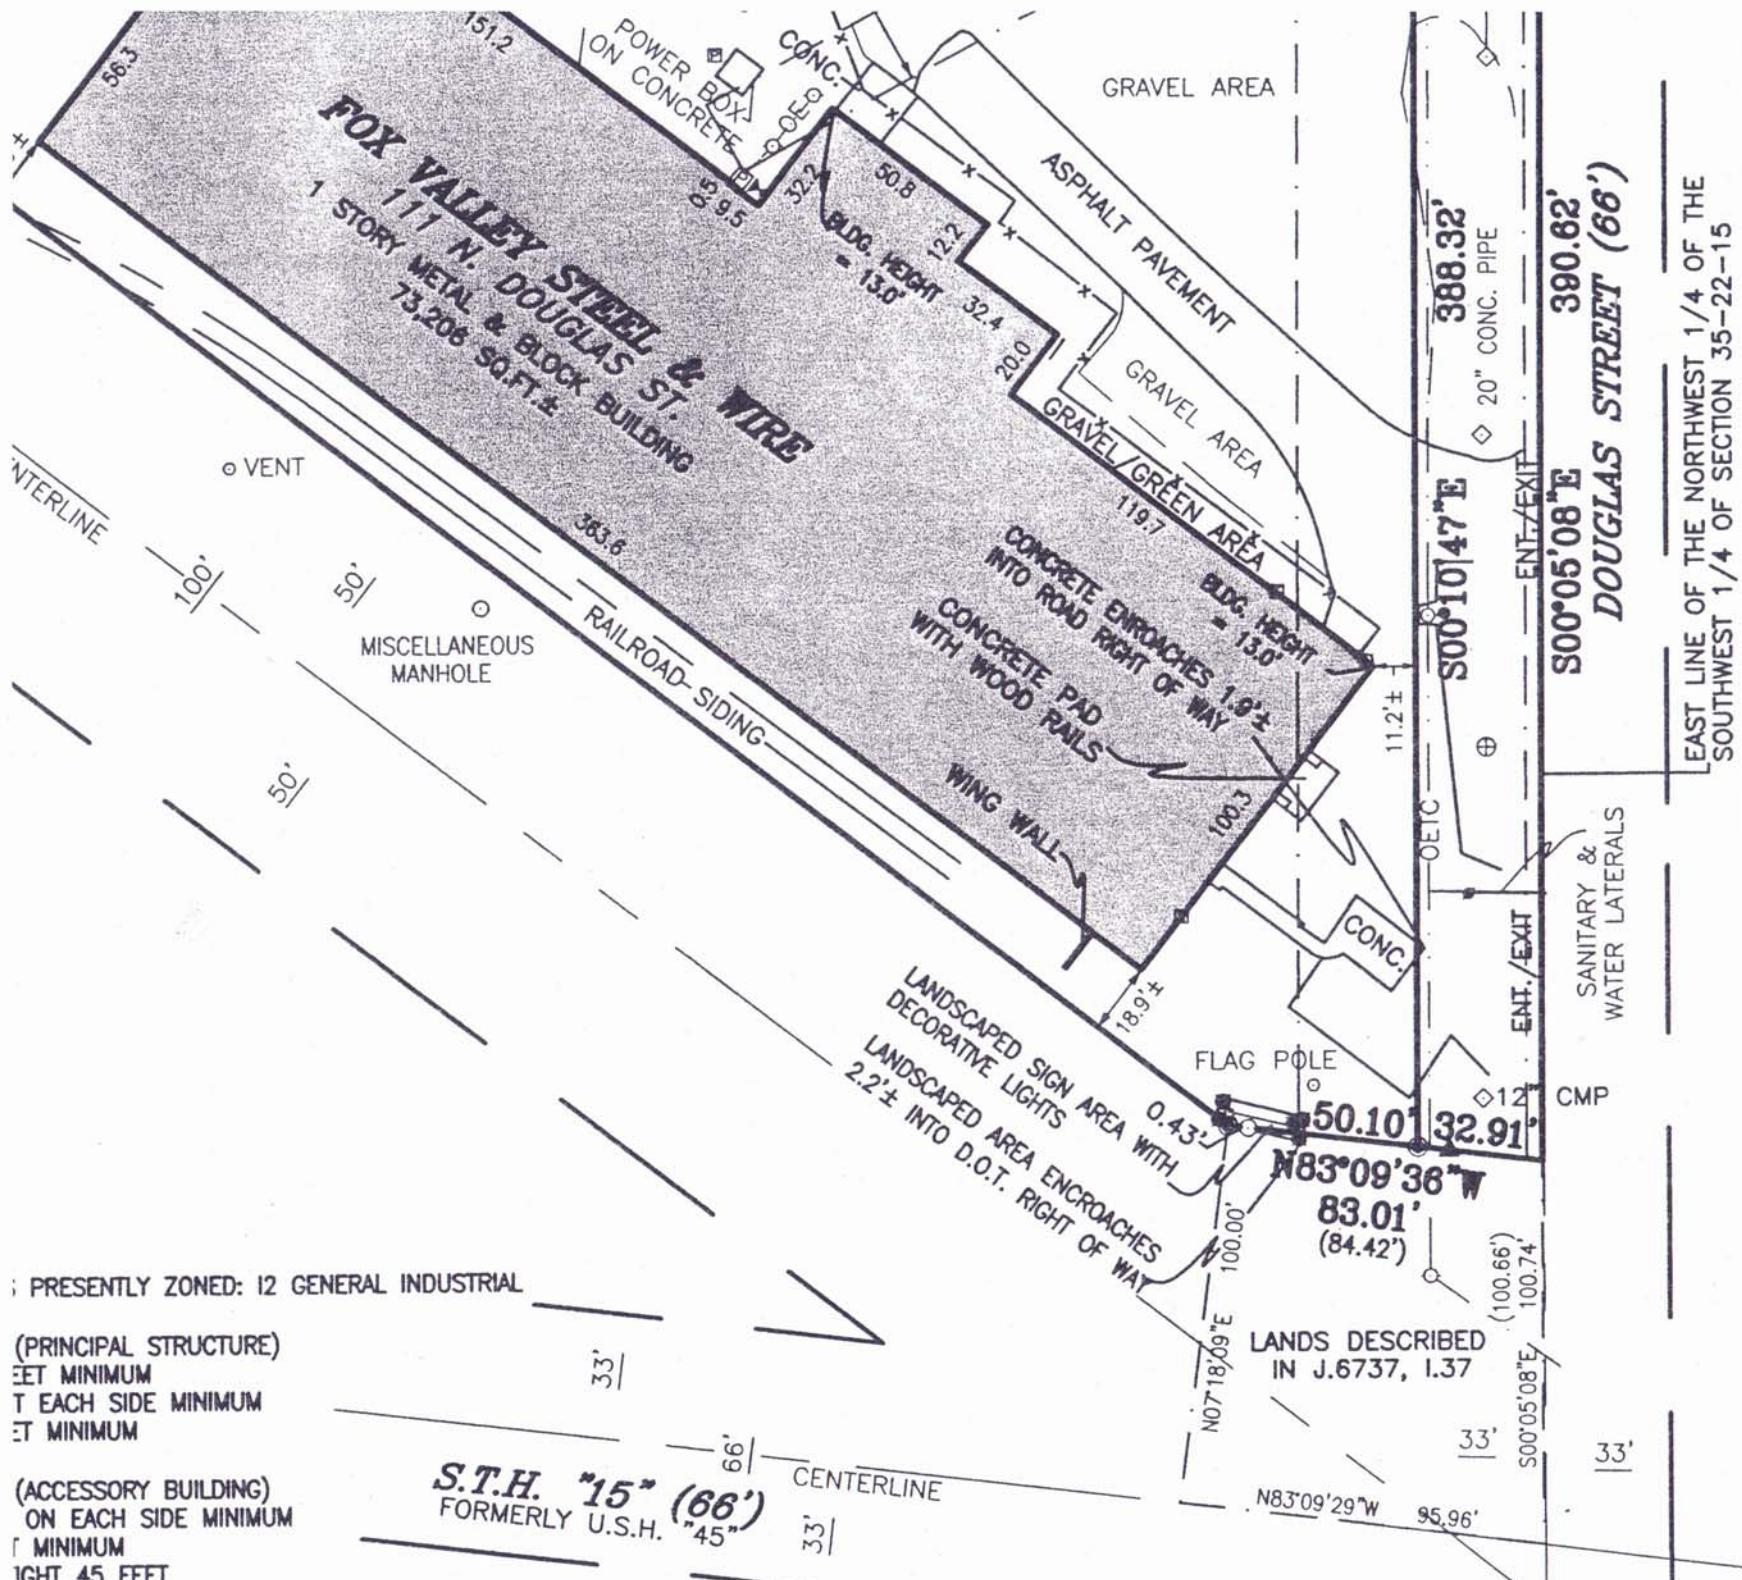 56.3
151.2
POWER BOX
ON CONCRETE
CONC.
E
GRAVEL AREA
ASPHALT PAVEMENT
FOX VALLEY STEEL & WIRE
111 N. DOUGLAS ST.
1 STORY METAL & BLOCK BUILDING
73,206 SQ.FT.±
0.5
9.5
32.2
50.8
12.2
BLDG. HEIGHT
= 13.0'
32.4
20.0
GRAVEL AREA
GRAVEL/GREEN AREA
119.7
388.32'
20" CONC. PIPE
S00°10'47"E
390.62'
S00°05'08"E
DOUGLAS STREET (66')
EAST LINE OF THE NORTHWEST 1/4 OF THE
SOUTHWEST 1/4 OF SECTION 35-22-15
ENT./EXIT
VENT
100'
50'
MISCELLANEOUS
MANHOLE
363.6
RAILROAD SIDING
50'
CONCRETE ENROACHES 1.9'±
INTO ROAD RIGHT OF WAY
BLDG. HEIGHT
= 13.0'
CONCRETE PAD
WITH WOOD RAILS
WING WALL
100.3
11.2'±
OETC
CONC.
ENT./EXIT
SANITARY &
WATER LATERALS
18.9'±
LANDSCAPED SIGN AREA WITH
DECORATIVE LIGHTS
LANDSCAPED AREA ENCROACHES
2.2'± INTO D.O.T. RIGHT OF WAY
FLAG POLE
0.43'
50.10'
32.91'
12" CMP
N83°09'36"W
83.01'
(84.42')
100.00'
N07°18'09"E
(100.66')
100.74'
S00°05'08"E
LANDS DESCRIBED
IN J.6737, I.37
PRESENTLY ZONED: I2 GENERAL INDUSTRIAL
(PRINCIPAL STRUCTURE)
MINIMUM
EACH SIDE MINIMUM
MINIMUM
(ACCESSORY BUILDING)
ON EACH SIDE MINIMUM
MINIMUM
45 FEET
33'
66'
33'
S.T.H. "15" (66')
FORMERLY U.S.H. "45"
CENTERLINE
N83°09'29"W
95.96'
33'
33'